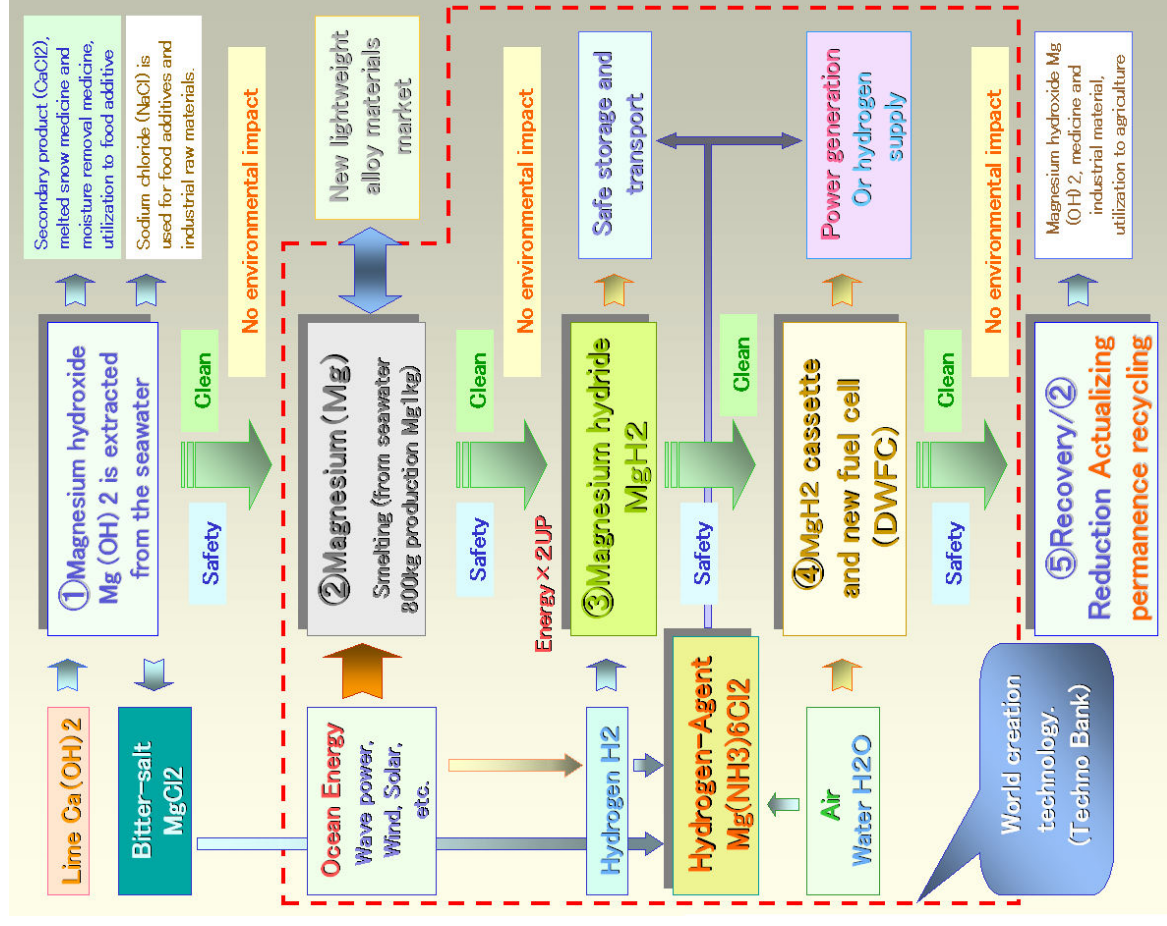 Lime Ca(OH)2
Bitter-salt
MgCl2
①Magnesium hydroxide
Mg(OH)2 is extracted
from the seawater
Secondary product (CaCl2),
melted snow medicine and
moisture removal medicine,
utilization to food additive
Sodium chloride (NaCl) is
used for food additives and
industrial raw materials.
Safety
Clean
No environmental impact
Ocean Energy
Wave power,
Wind, Solar,
etc.
②Magnesium(Mg)
Smelting (from seawater
800kg production Mg1kg)
New lightweight
alloy materials
market
Safety
Clean
No environmental impact
Energy×2UP
Hydrogen H2
③Magnesium hydride
MgH2
Safe storage and
transport
Hydrogen-Agent
Mg(NH3)6Cl2
Safety
Clean
Air
Water H2O
④MgH2 cassette
and new fuel cell
(DWFC)
Power generation
Or hydrogen
supply
Safety
Clean
No environmental impact
World creation
technology.
(Techno Bank)
⑤Recovery/②
Reduction Actualizing
permanence recycling
Magnesium hydroxide Mg
(OH)2, medicine and
industrial material,
utilization to agriculture